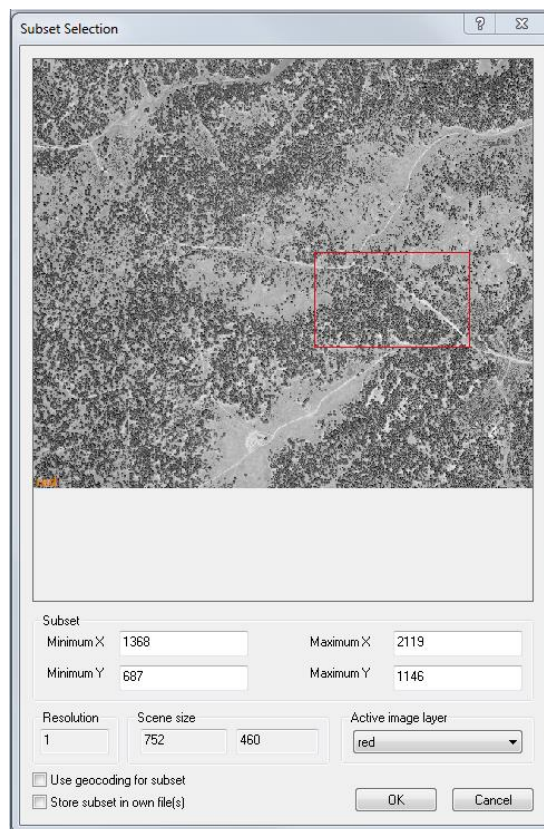 Subset Selection
red
Subset
Minimum X 1368 Maximum X 2119
Minimum Y 687 Maximum Y 1146
Resolution Scene size Active image layer
1 752 460 red
Use geocoding for subset
Store subset in own file(s) OK Cancel